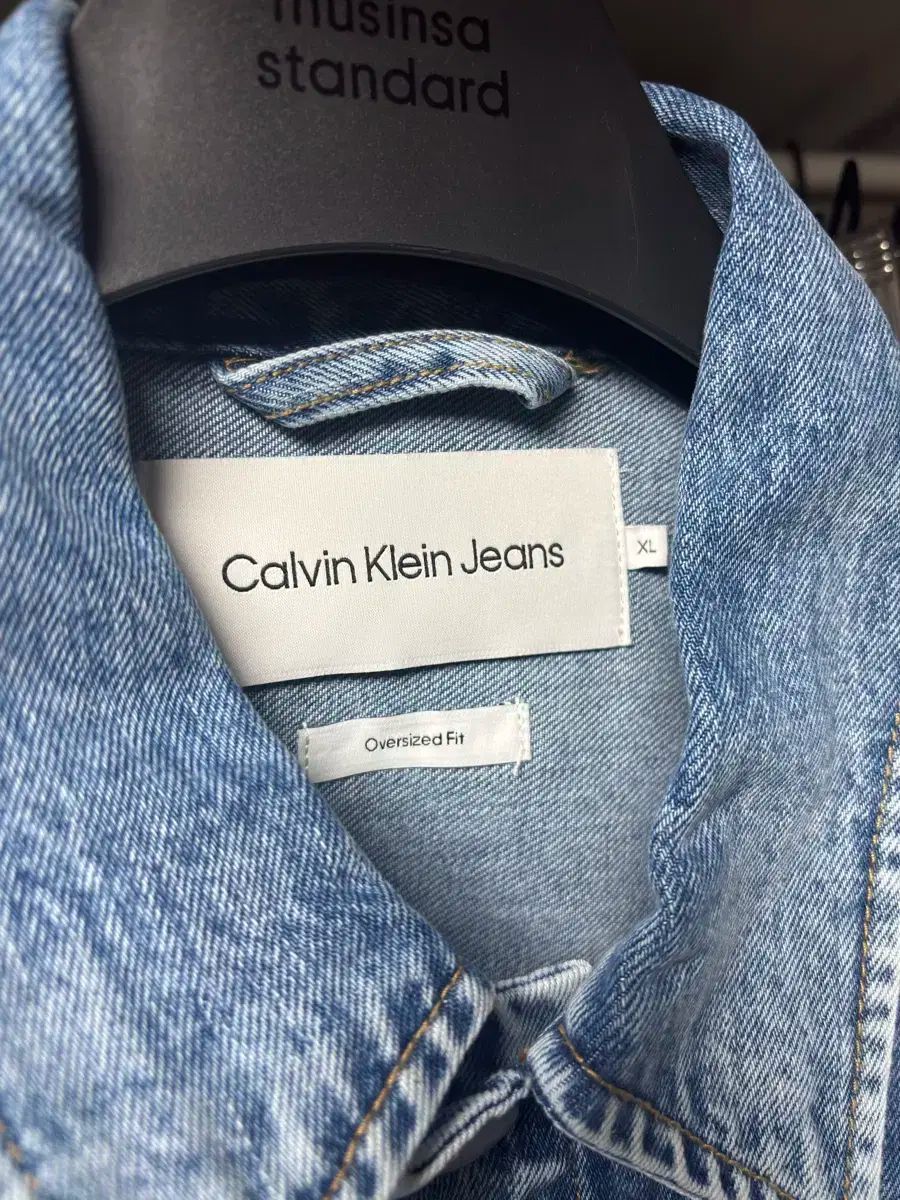 musinsa
standard
Calvin Klein Jeans
XL
Oversized Fit